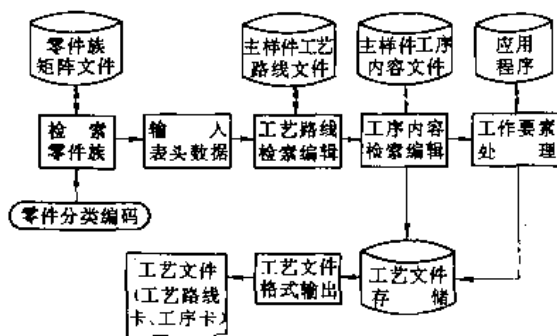 零件族
矩阵文件
主样件工艺
路线文件
主样件工序
内容文件
应用
程序
检索
零件族
输入
表头数据
工艺路线
检索编辑
工序内容
检索编辑
工作要素
处理
零件分类编码
工艺文件
(工艺路线
卡、工序卡)
工艺文件
格式输出
工艺文件
存储